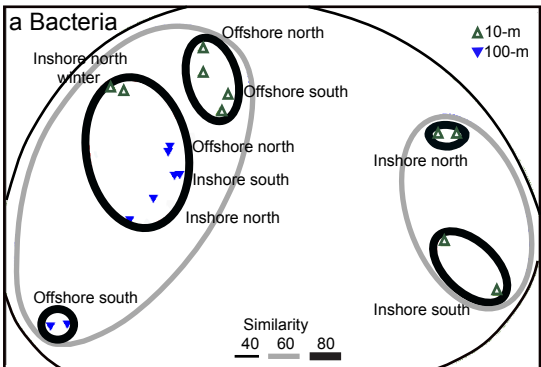 a Bacteria
10-m
100-m
Offshore north
Inshore north
winter
Offshore south
Offshore north
Inshore south
Inshore north
Inshore north
Offshore south
Inshore south
Similarity
40 60 80